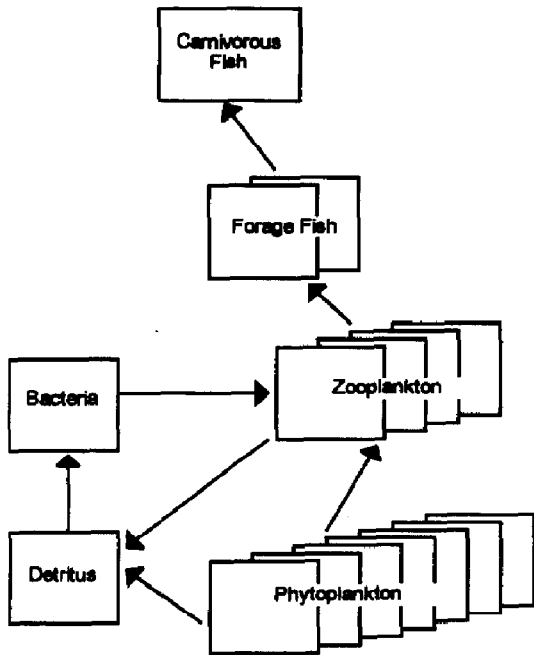 Carnivorous
Fish
Forage Fish
Zooplankton
Bacteria
Detritus
Phytoplankton